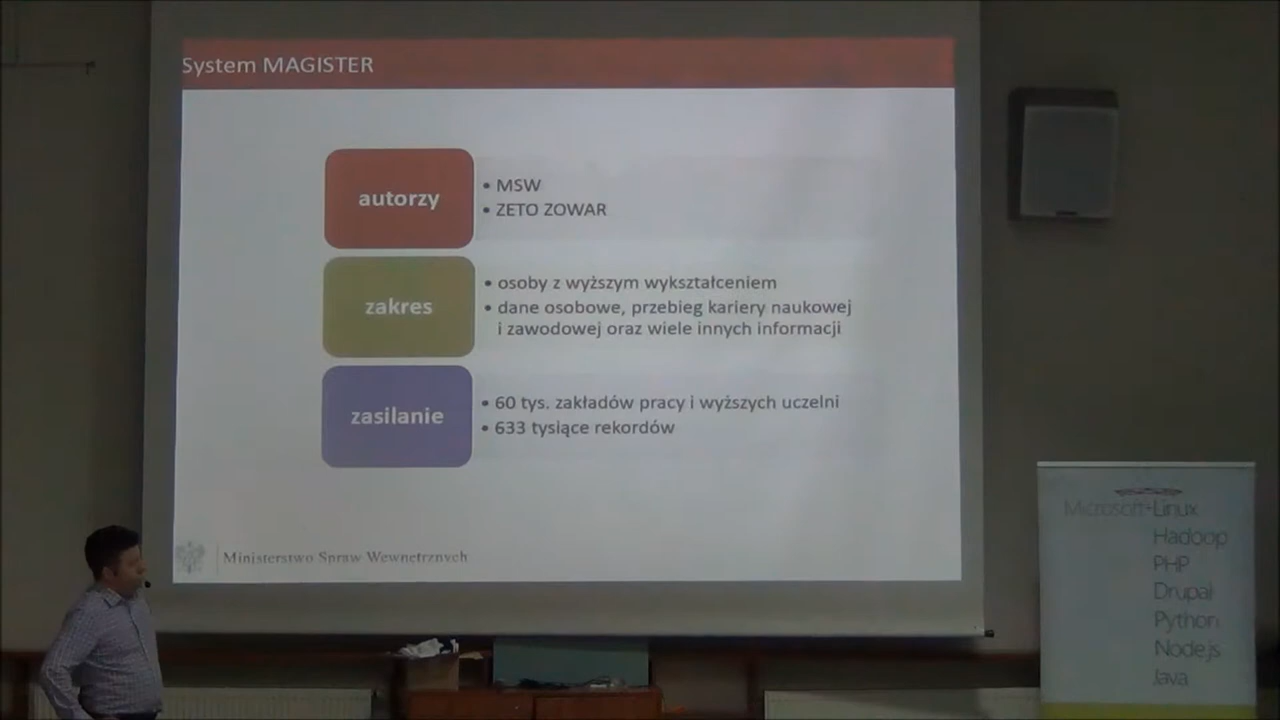 System MAGISTER
autorzy
• MSW
• ZETO ZOWAR
zakres
• osoby z wyższym wykształceniem
• dane osobowe, przebieg kariery naukowej
i zawodowej oraz wiele innych informacji
zasilanie
• 60 tys. zakładów pracy i wyższych uczelni
• 633 tysiące rekordów
Ministerstwo Spraw Wewnętrznych
Microsoft+Linux
Hadoop
PHP
Drupal
Python
Node.js
Java